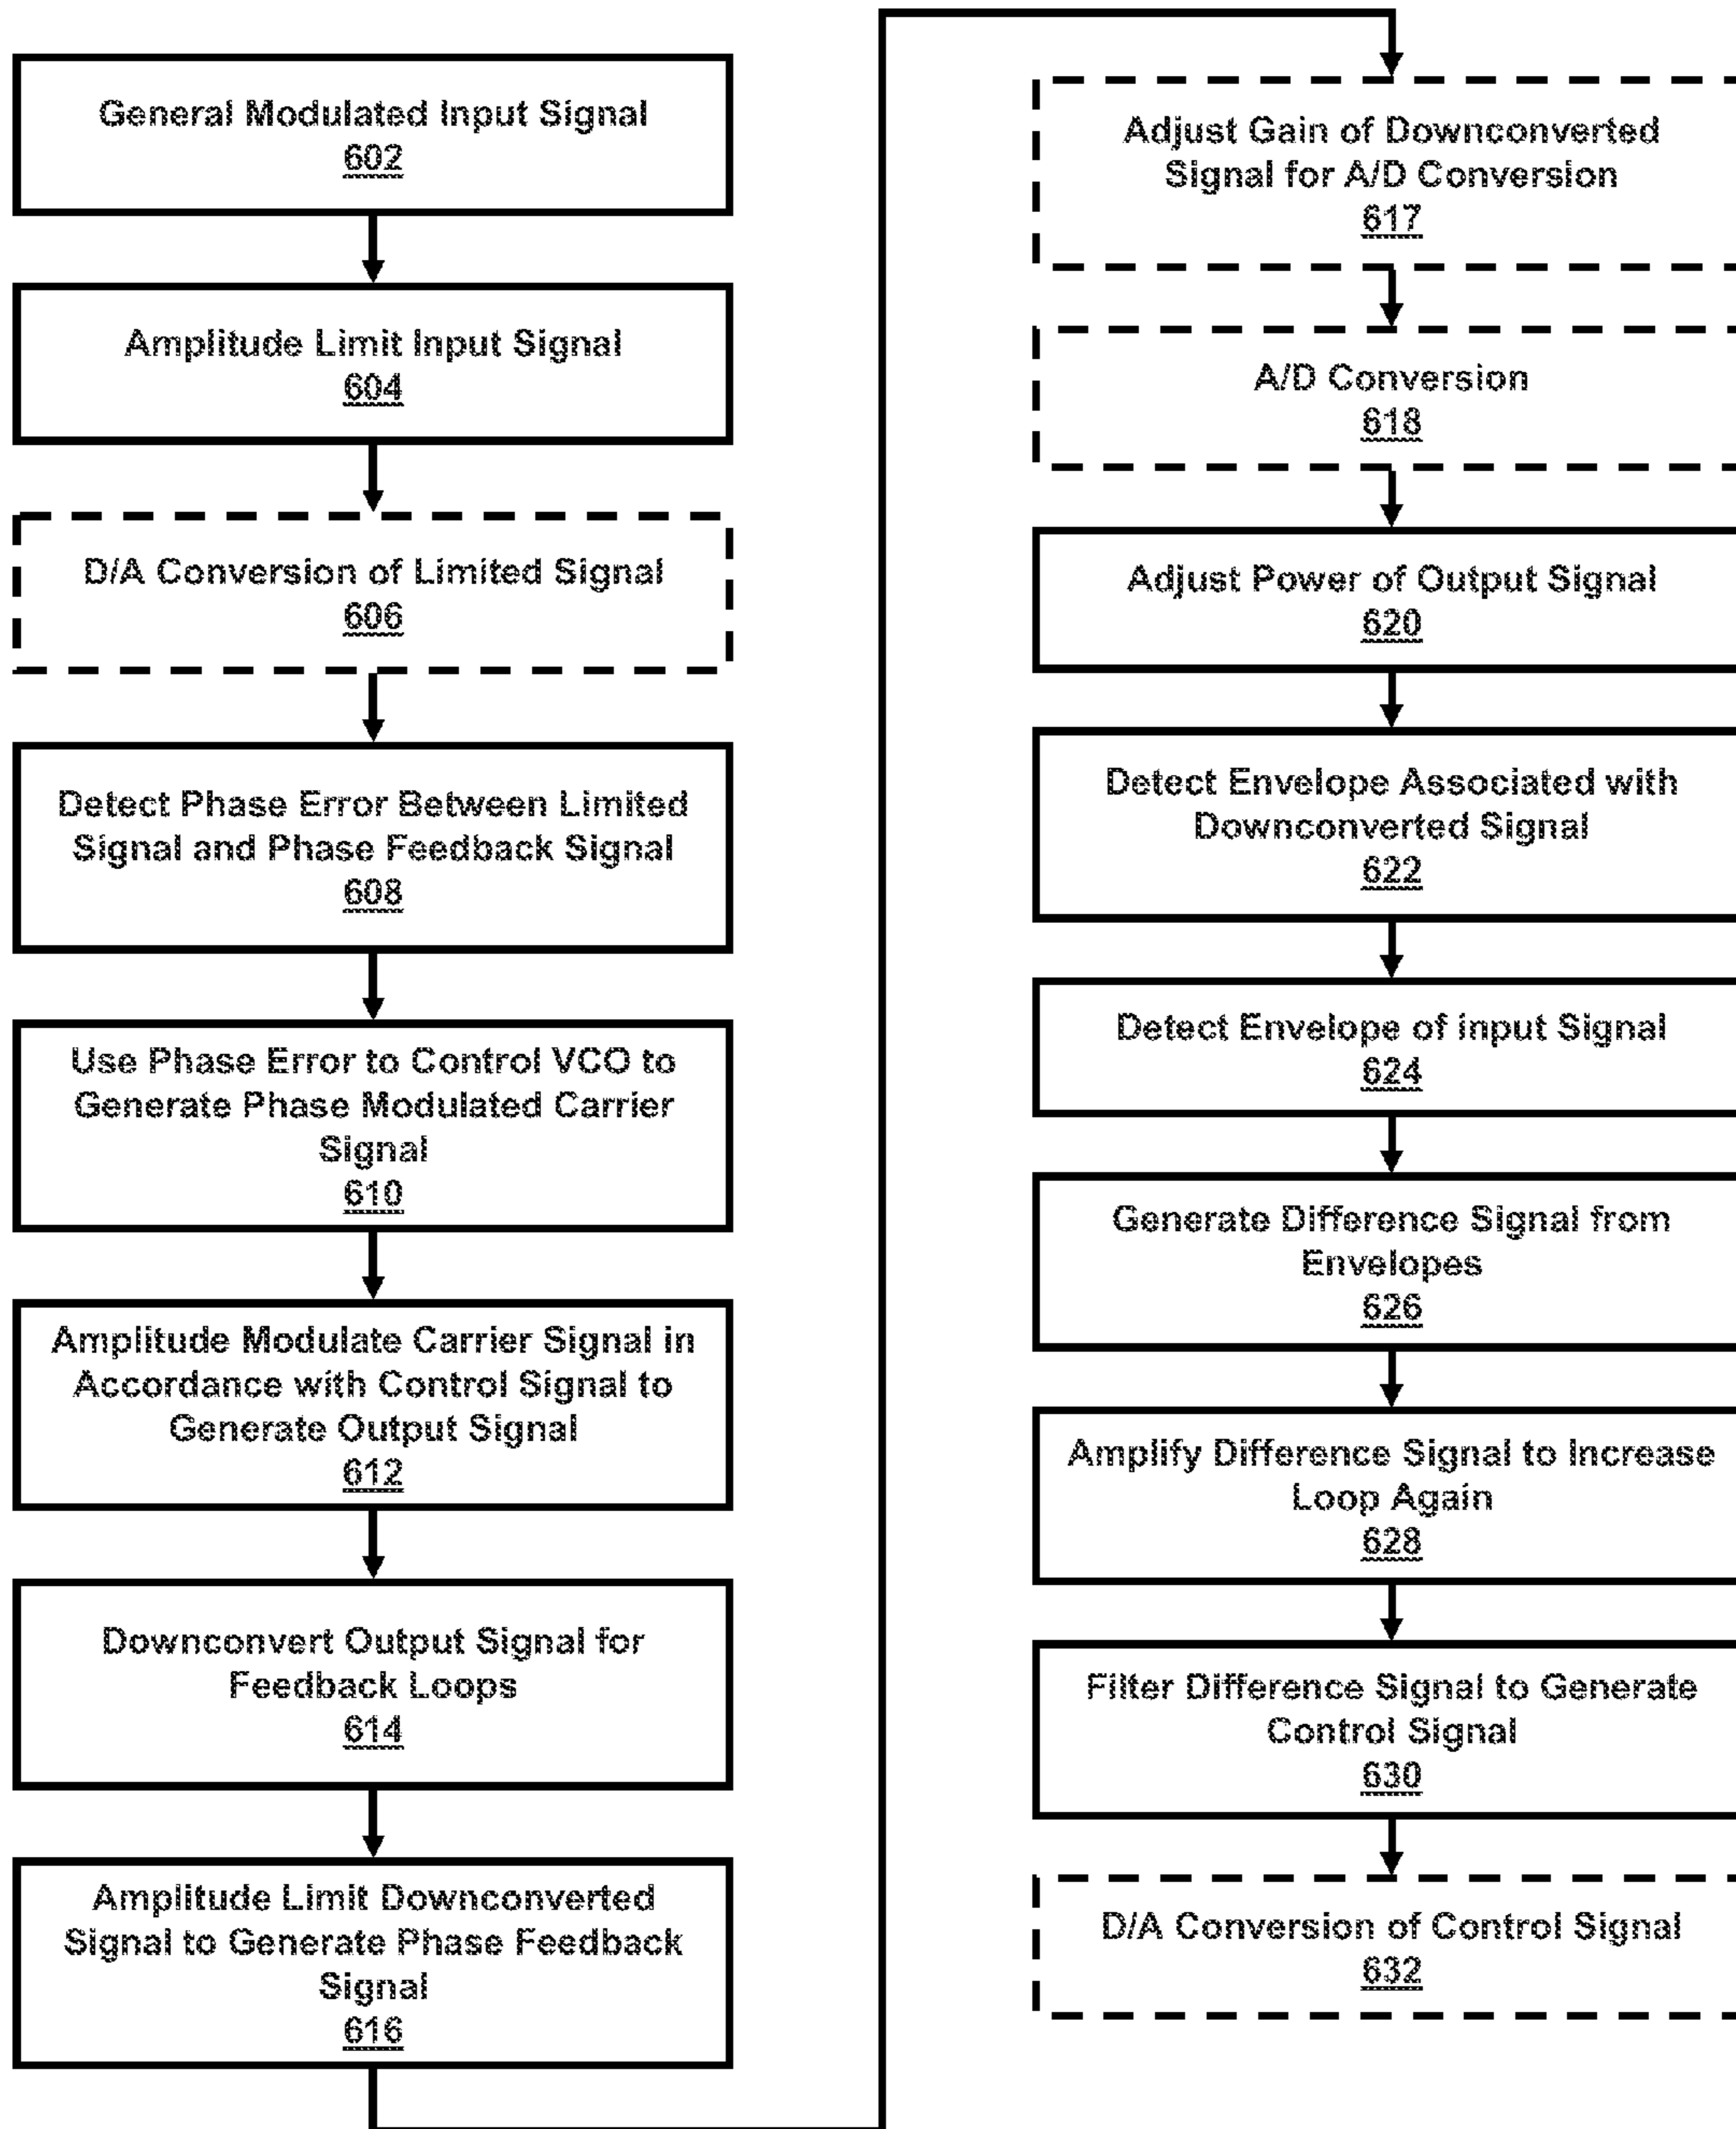 General Modulated Input Signal
602
Amplitude Limit Input Signal
604
D/A Conversion of Limited Signal
606
Detect Phase Error Between Limited
Signal and Phase Feedback Signal
608
Use Phase Error to Control VCO to
Generate Phase Modulated Carrier
Signal
610
Amplitude Modulate Carrier Signal in
Accordance with Control Signal to
Generate Output Signal
612
Downconvert Output Signal for
Feedback Loops
614
Amplitude Limit Downconverted
Signal to Generate Phase Feedback
Signal
616
Adjust Gain of Downconverted
Signal for A/D Conversion
617
A/D Conversion
618
Adjust Power of Output Signal
620
Detect Envelope Associated with
Downconverted Signal
622
Detect Envelope of input Signal
624
Generate Difference Signal from
Envelopes
626
Amplify Difference Signal to Increase
Loop Again
628
Filter Difference Signal to Generate
Control Signal
630
D/A Conversion of Control Signal
632